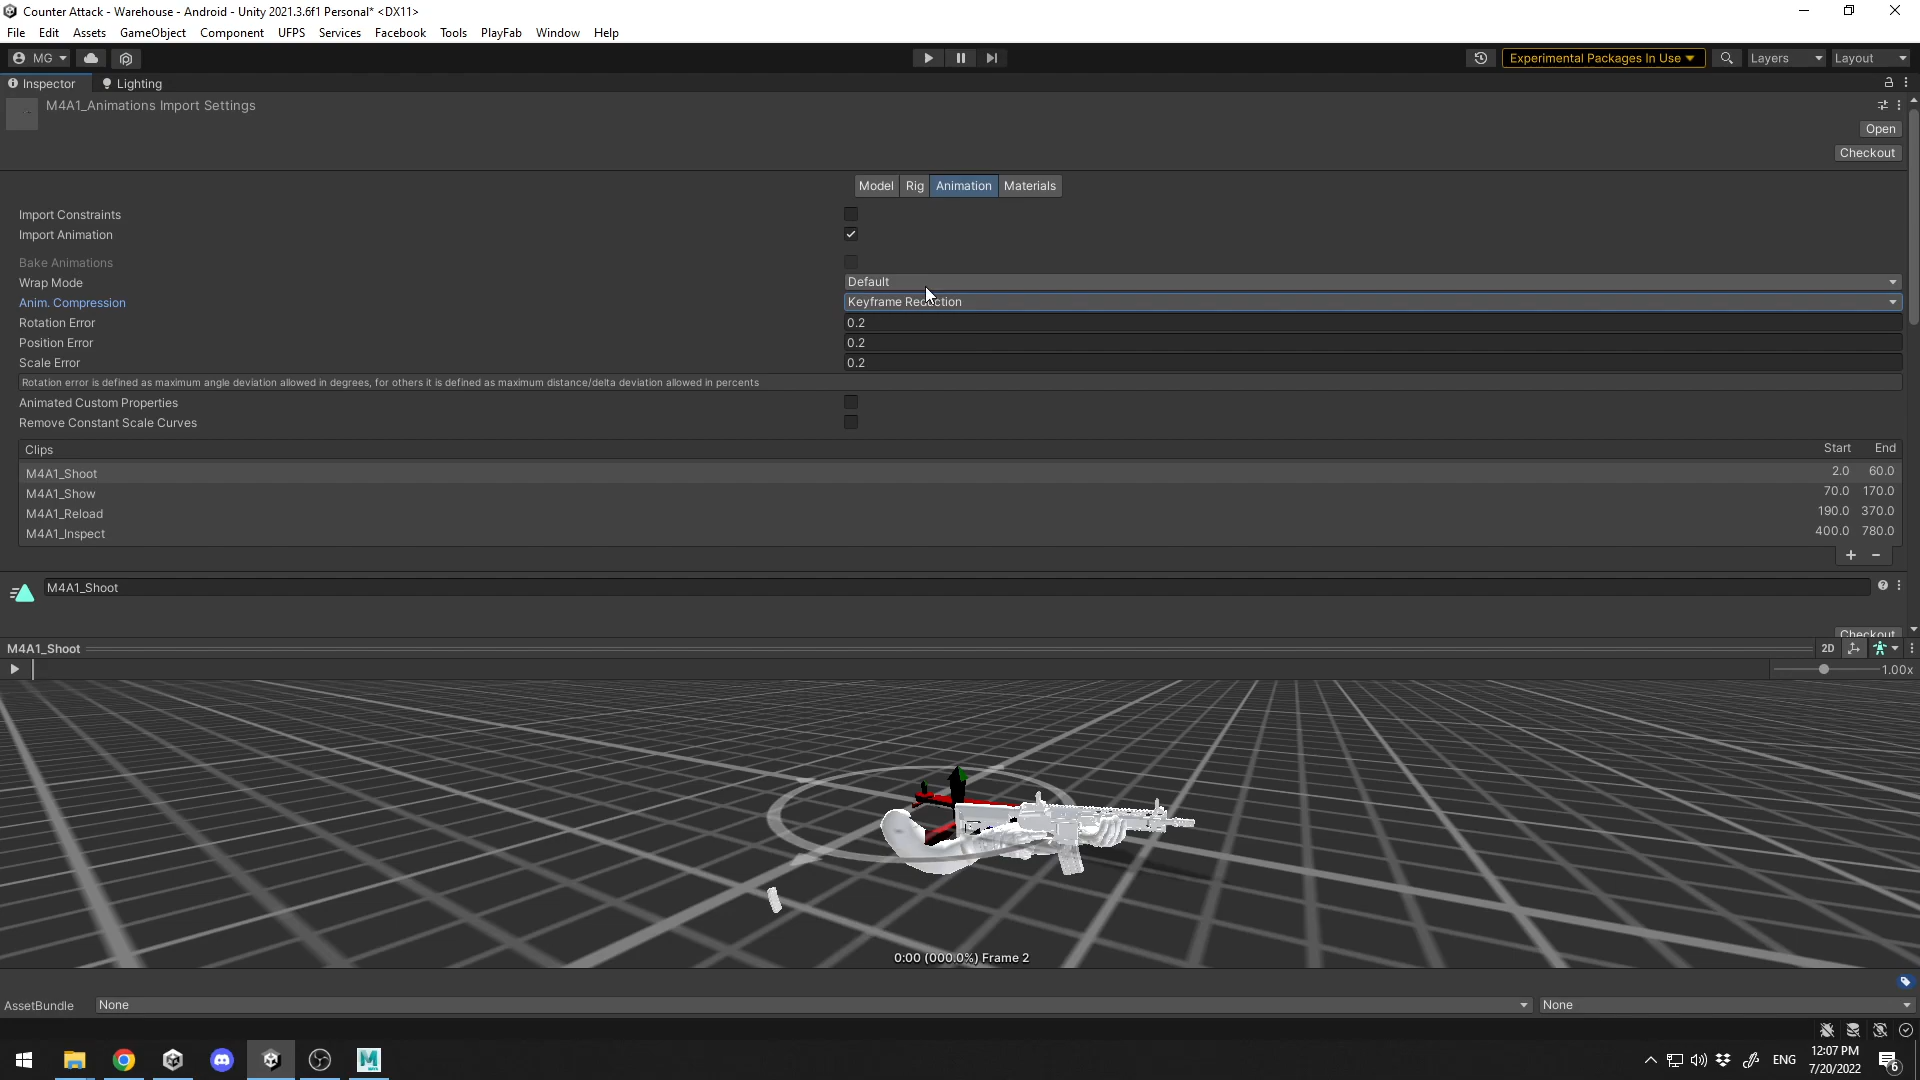 Counter Attack - Warehouse - Android - Unity 2021.3.6f1 Personal* <DX11>
File Edit Assets GameObject Component UFPS Services Facebook Tools PlayFab Window Help
MG Experimental Packages In Use Layers Layout
Inspector Lighting
M4A1_Animations Import Settings
Open
Checkout
Model Rig Animation Materials
Import Constraints
Import Animation
Bake Animations
Wrap Mode Default
Anim. Compression Keyframe Reduction
Rotation Error 0.2
Position Error 0.2
Scale Error 0.2
Rotation error is defined as maximum angle deviation allowed in degrees, for others it is defined as maximum distance/delta deviation allowed in percents
Animated Custom Properties
Remove Constant Scale Curves
Clips Start End
M4A1_Shoot 2.0 60.0
M4A1_Show 70.0 170.0
M4A1_Reload 190.0 370.0
M4A1_Inspect 400.0 780.0
+ −
M4A1_Shoot
Checkout
M4A1_Shoot 2D
1.00x
0:00 (000.0%) Frame 2
AssetBundle None None
ENG 12:07 PM
7/20/2022
6